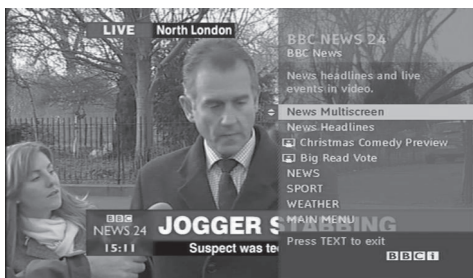 LIVE North London
BBC NEWS 24
BBC News
News headlines and live
events in video.
News Multiscreen
News Headlines
Christmas Comedy Preview
Big Read Vote
NEWS
SPORT
WEATHER
MAIN MENU
Press TEXT to exit
BBCi
BBC
NEWS 24
15:11
JOGGER STABBING
Suspect was